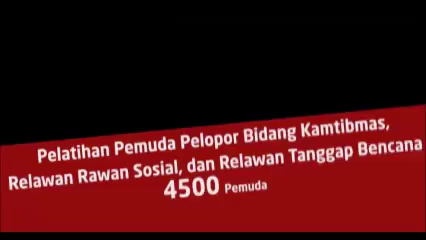 Pelatihan Pemuda Pelopor Bidang Kamtibmas,
Relawan Rawan Sosial, dan Relawan Tanggap Bencana
4500 Pemuda